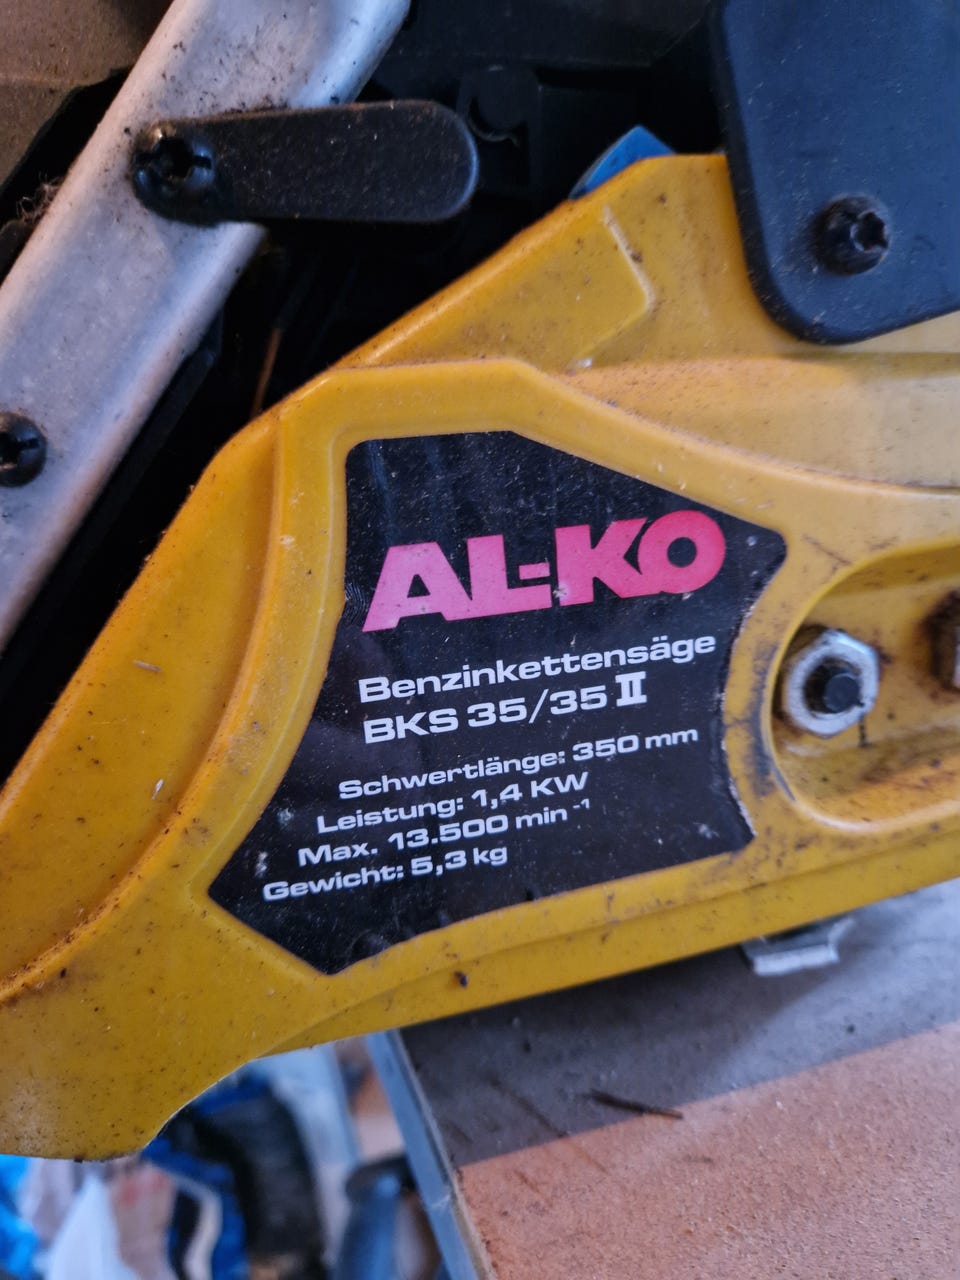 AL-KO
Benzinkettensäge
BKS 35/35 II
Schwertlänge: 350 mm
Leistung: 1,4 KW
Max. 13.500 min⁻¹
Gewicht: 5,3 kg